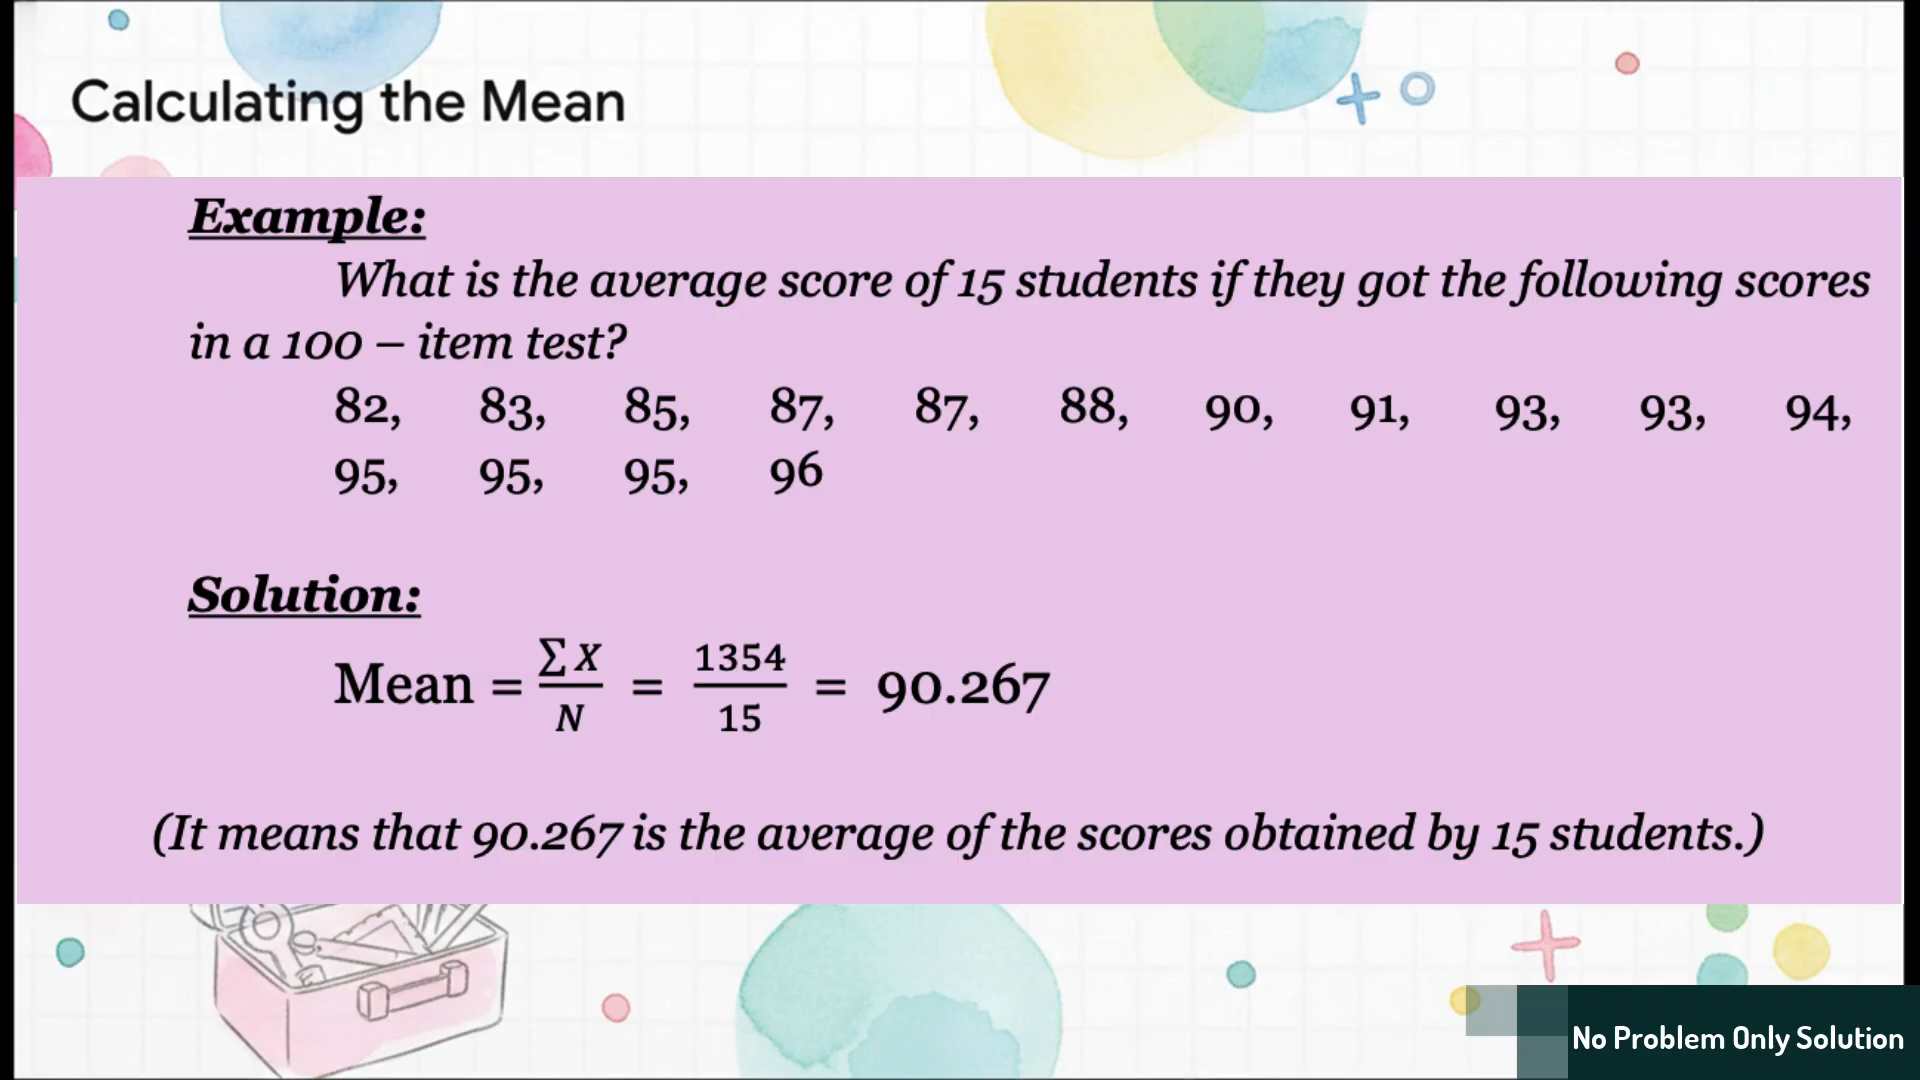 Calculating the Mean
Example:
What is the average score of 15 students if they got the following scores
in a 100 – item test?
82, 83, 85, 87, 87, 88, 90, 91, 93, 93, 94,
95, 95, 95, 96
Solution:
Mean = ∑ X / N = 1354 / 15 = 90.267
(It means that 90.267 is the average of the scores obtained by 15 students.)
No Problem Only Solution